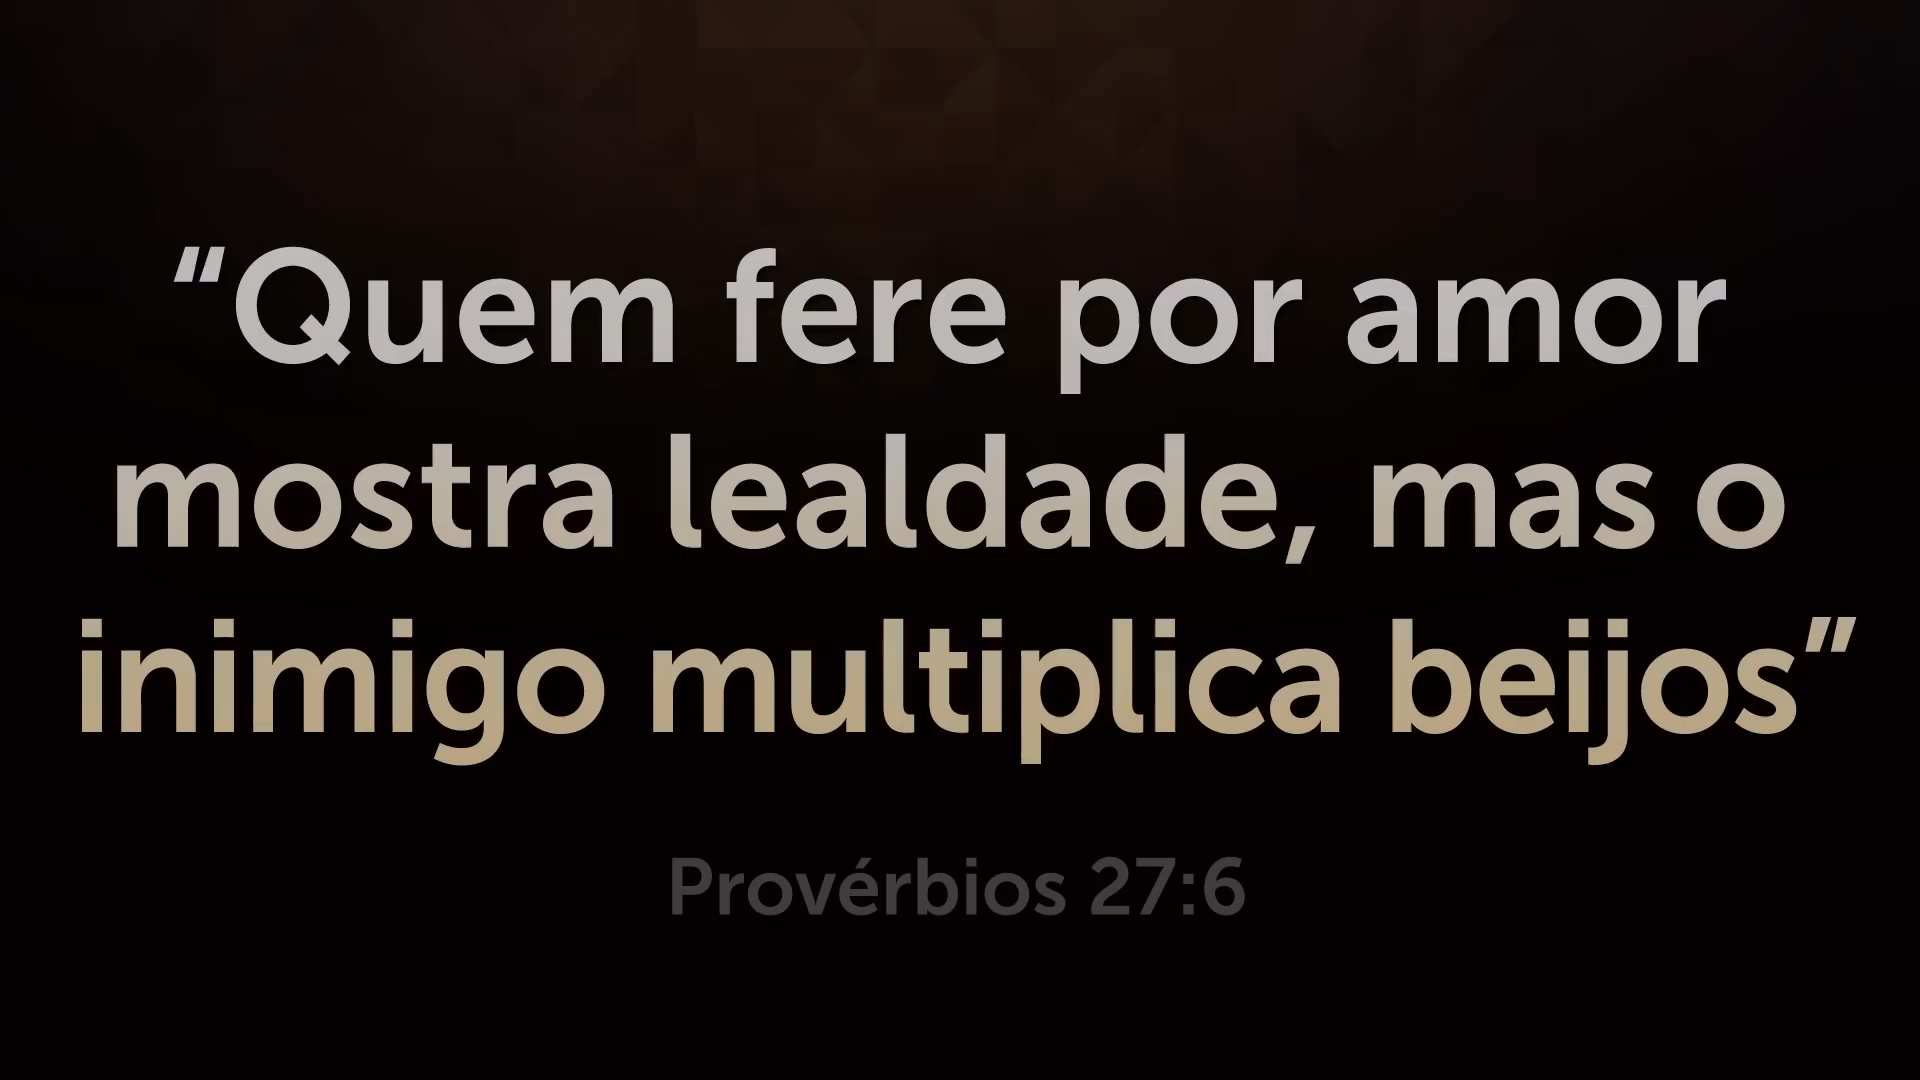 “Quem fere por amor
mostra lealdade, mas o
inimigo multiplica beijos”
Provérbios 27:6